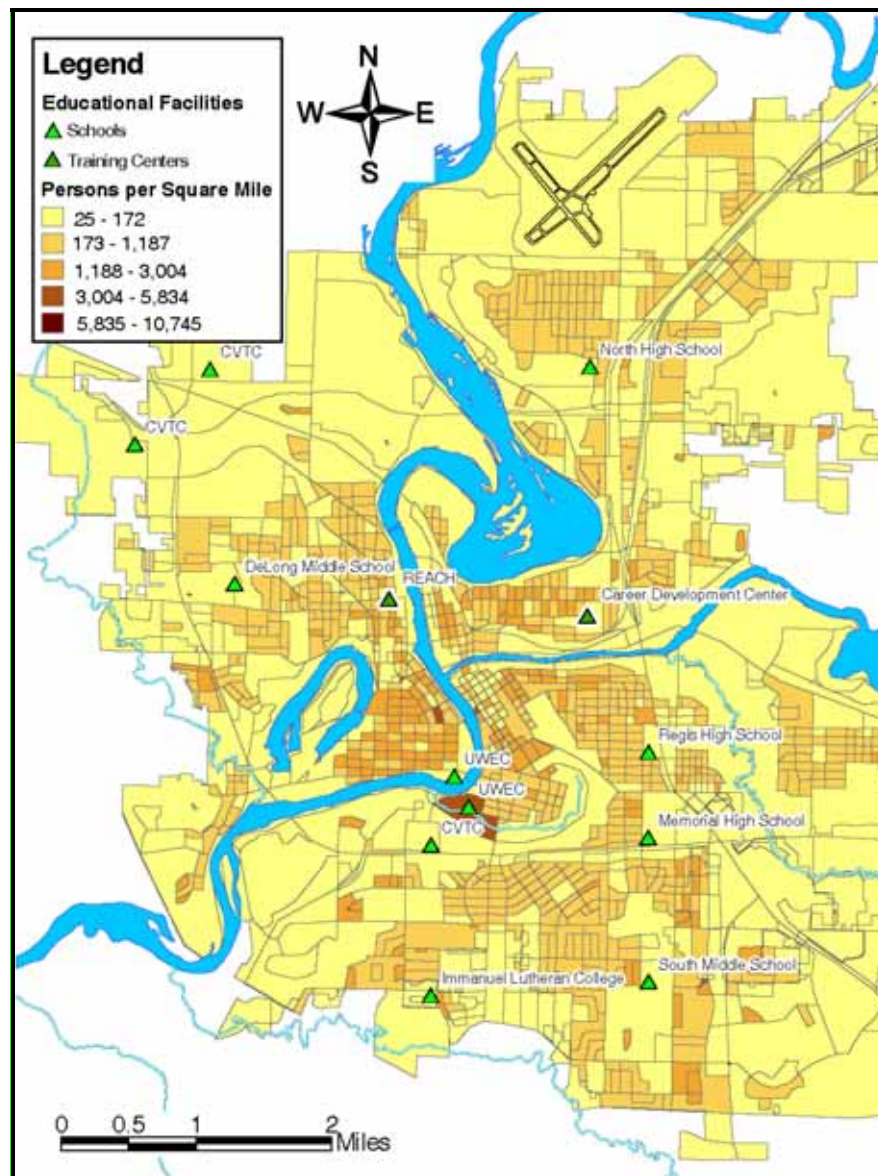 Legend
Educational Facilities
Schools
Training Centers
Persons per Square Mile
25 - 172
173 - 1,187
1,188 - 3,004
3,004 - 5,834
5,835 - 10,745
N
W E
S
CVTC
North High School
CVTC
DeLong Middle School
REACH
Career Development Center
Regis High School
UWEC
UWEC
CVTC
Memorial High School
South Middle School
Immanuel Lutheran College
0 0.5 1 2
Miles